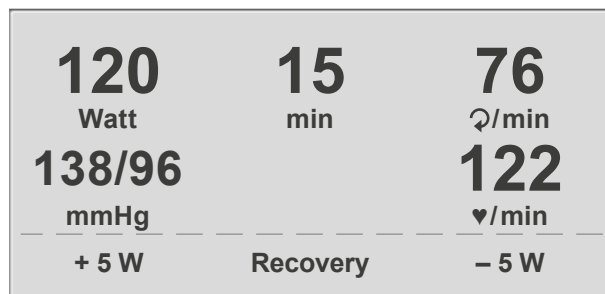 120 15 76
Watt min /min
138/96 122
mmHg ♥/min
+ 5 W Recovery – 5 W